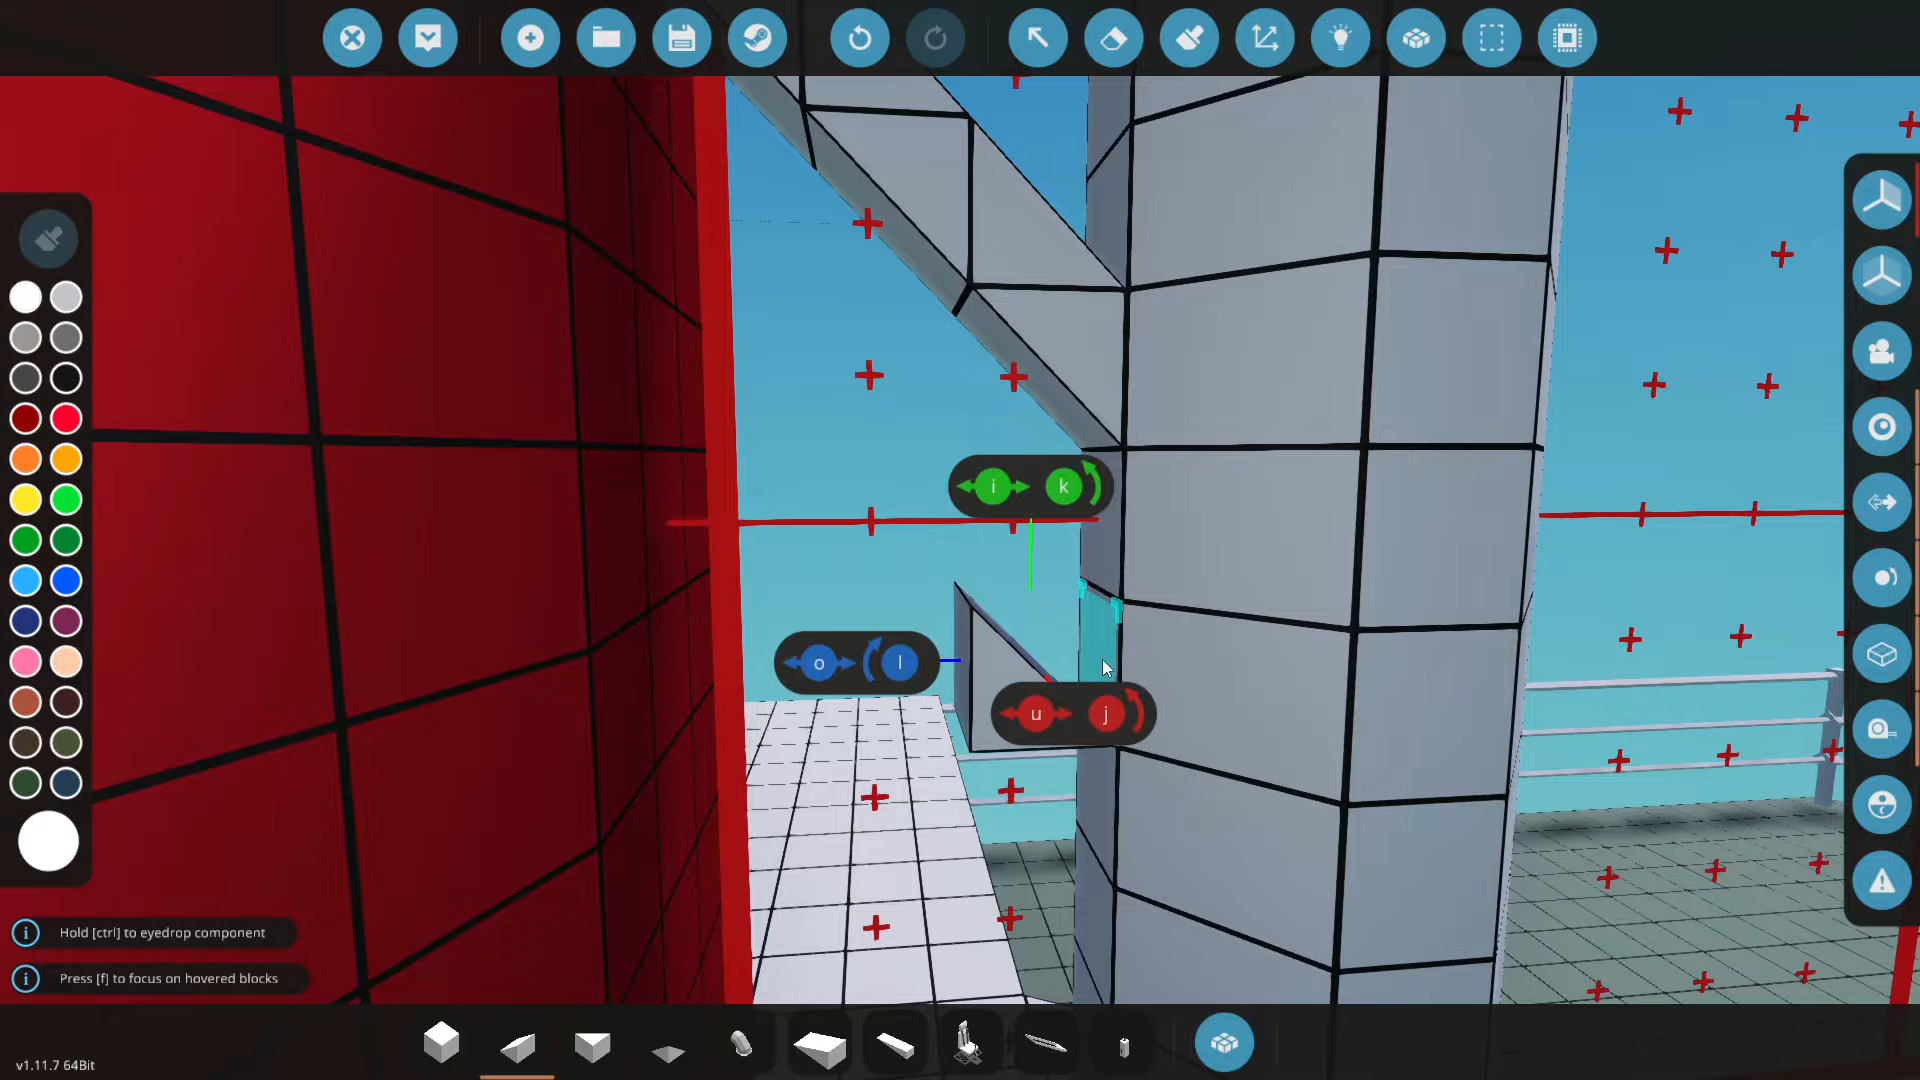 i k
o l
u j
Hold [ctrl] to eyedrop component
Press [f] to focus on hovered blocks
v1.11.7 64Bit